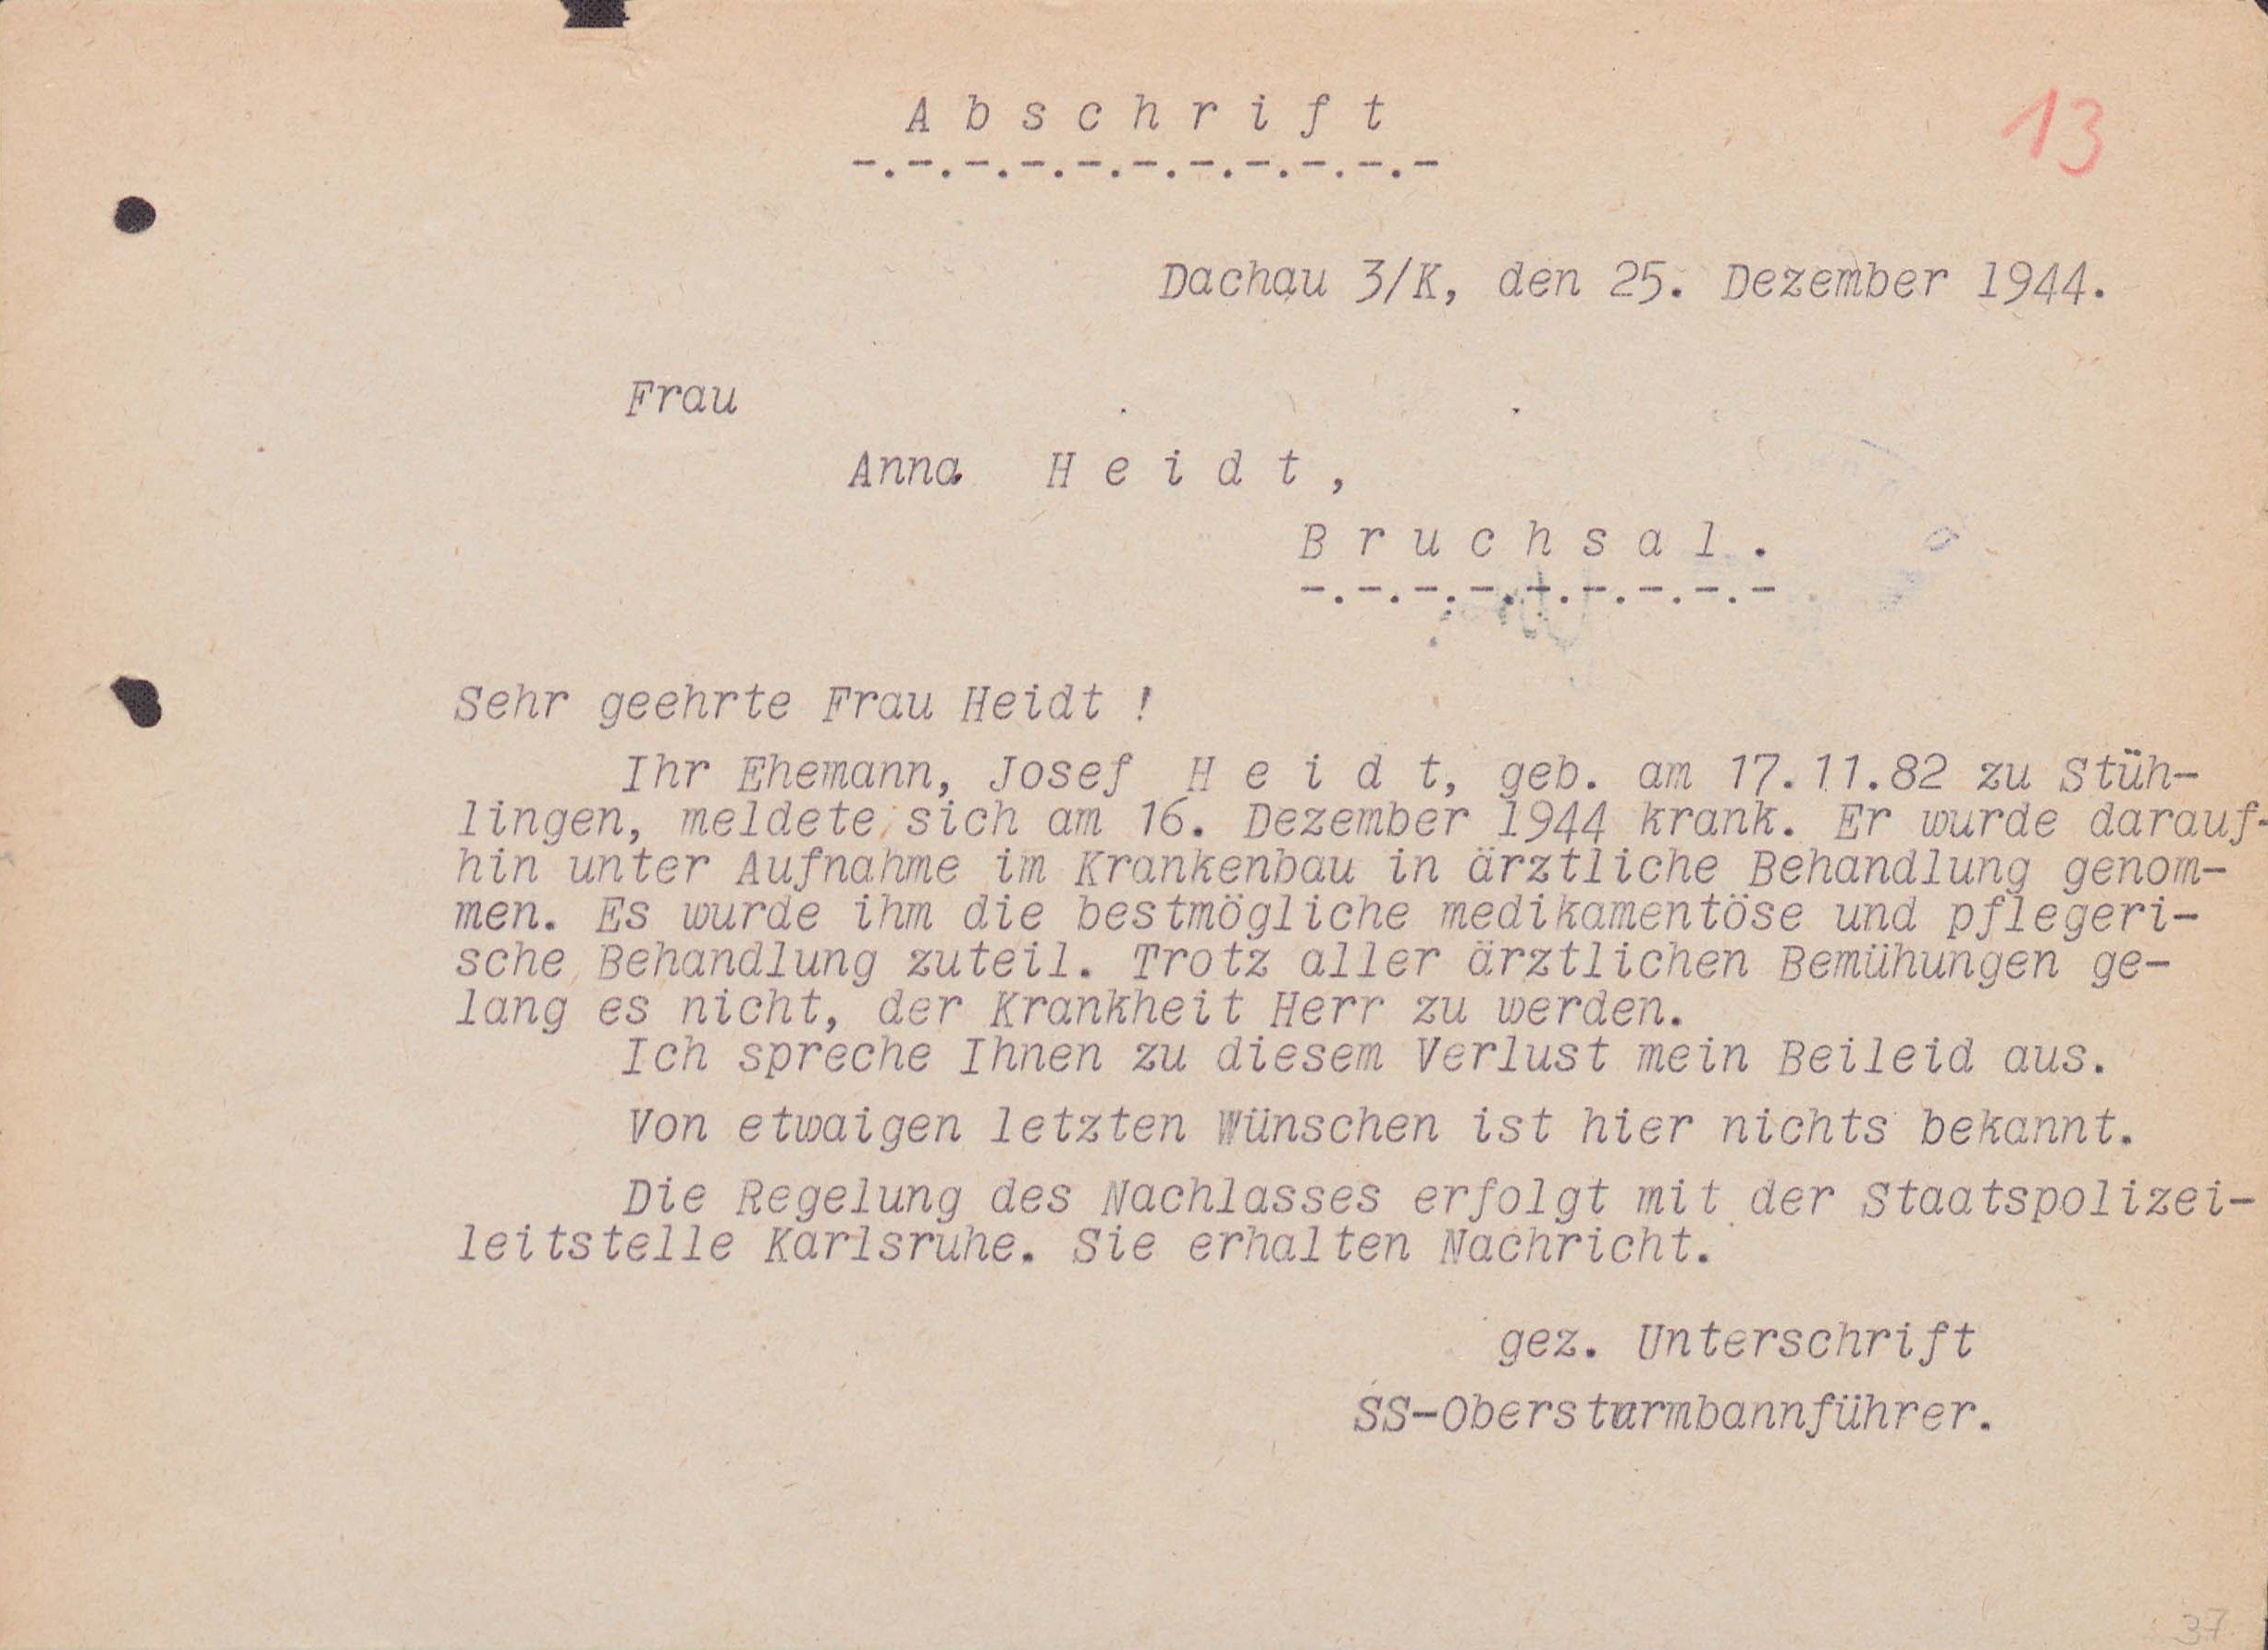 A b s c h r i f t
-.-.-.-.-.-.-.-.-.-.-
13
Dachau 3/K, den 25. Dezember 1944.
Frau
Anna H e i d t ,
B r u c h s a l .
-.-.-.-.-.-.-.-.-
Sehr geehrte Frau Heidt !
Ihr Ehemann, Josef H e i d t, geb. am 17.11.82 zu Stüh-
lingen, meldete sich am 16. Dezember 1944 krank. Er wurde darauf-
hin unter Aufnahme im Krankenbau in ärztliche Behandlung genom-
men. Es wurde ihm die bestmögliche medikamentöse und pflegeri-
sche Behandlung zuteil. Trotz aller ärztlichen Bemühungen ge-
lang es nicht, der Krankheit Herr zu werden.
Ich spreche Ihnen zu diesem Verlust mein Beileid aus.
Von etwaigen letzten Wünschen ist hier nichts bekannt.
Die Regelung des Nachlasses erfolgt mit der Staatspolizei-
leitstelle Karlsruhe. Sie erhalten Nachricht.
gez. Unterschrift
SS-Obersturmbannführer.
37